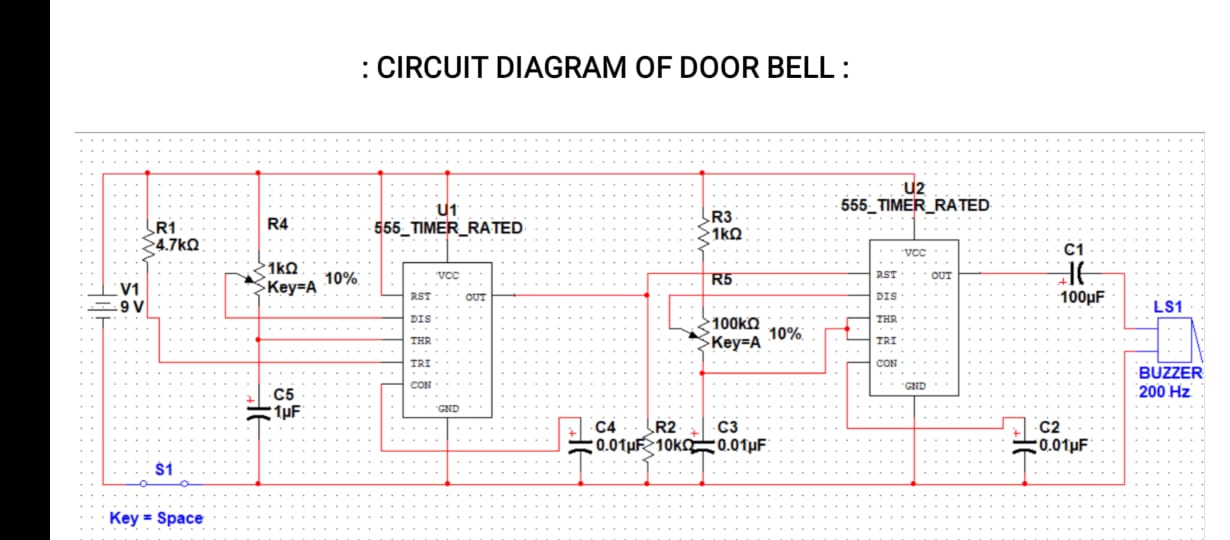 : CIRCUIT DIAGRAM OF DOOR BELL :
U2
555_TIMER_RATED
U1
555_TIMER_RATED
R1
4.7kΩ
R4
1kΩ
Key=A
10%
V1
9 V
VCC
RST
OUT
DIS
THR
TRI
CON
GND
C5
1µF
S1
Key = Space
R3
1kΩ
R5
100kΩ
Key=A
10%
C4
0.01µF
R2
10kΩ
C3
0.01µF
VCC
RST
OUT
DIS
THR
TRI
CON
GND
C1
100µF
LS1
BUZZER
200 Hz
C2
0.01µF